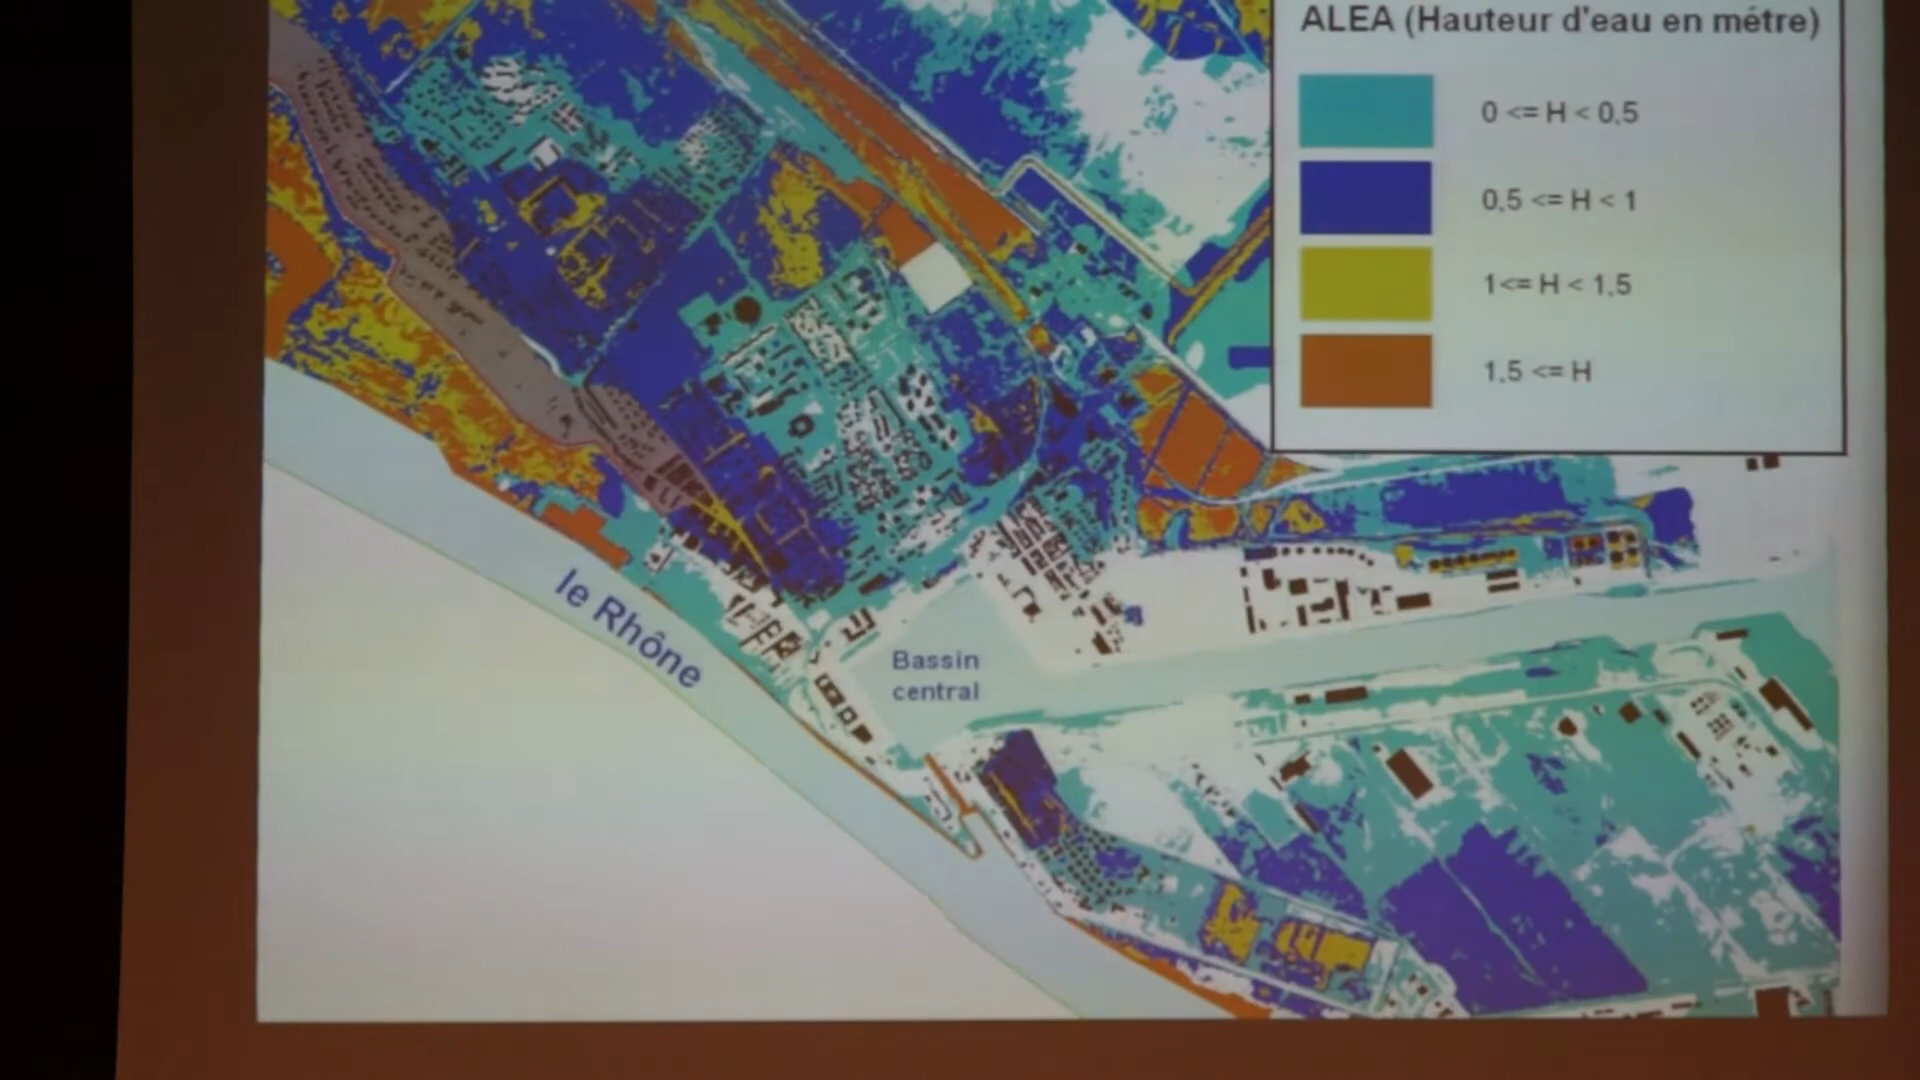 ALEA (Hauteur d'eau en métre)
0 <= H < 0,5
0,5 <= H < 1
1<= H < 1,5
1,5 <= H
le Rhône
Bassin
central